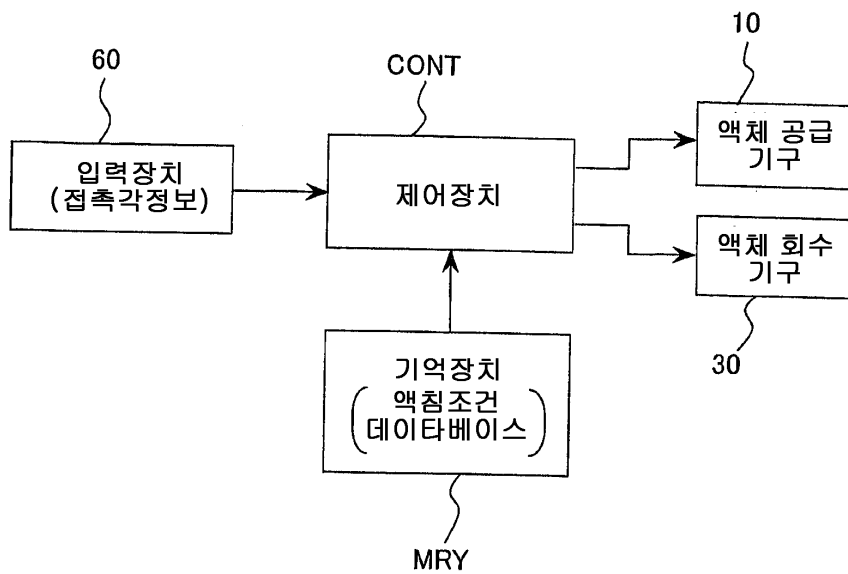 60
CONT
10
입력장치
(접촉각정보)
제어장치
액체 공급
기구
액체 회수
기구
30
기억장치
(액침조건
데이타베이스)
MRY